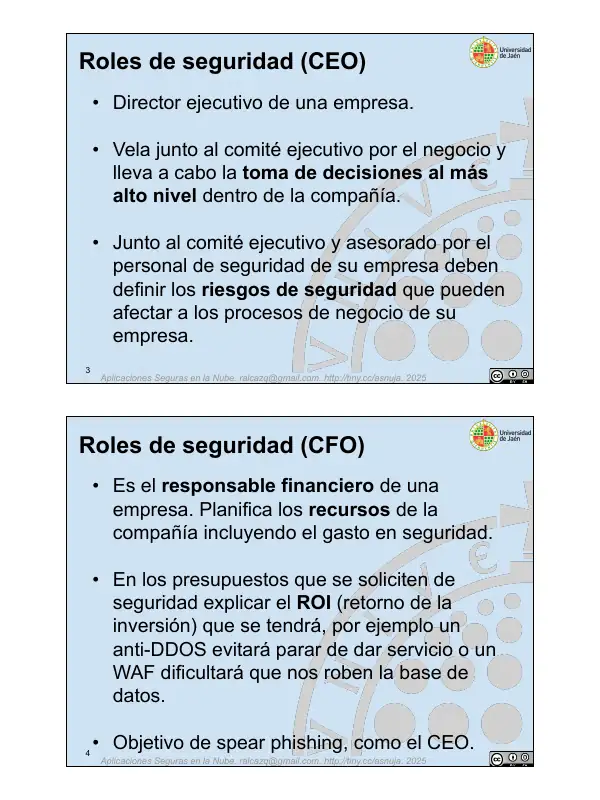 Roles de seguridad (CEO)
Universidad
de Jaén
• Director ejecutivo de una empresa.
• Vela junto al comité ejecutivo por el negocio y
lleva a cabo la toma de decisiones al más
alto nivel dentro de la compañía.
• Junto al comité ejecutivo y asesorado por el
personal de seguridad de su empresa deben
definir los riesgos de seguridad que pueden
afectar a los procesos de negocio de su
empresa.
3
Aplicaciones Seguras en la Nube. ralcazq@gmail.com. http://tiny.cc/asnuja. 2025
cc
BY SA
Roles de seguridad (CFO)
Universidad
de Jaén
• Es el responsable financiero de una
empresa. Planifica los recursos de la
compañía incluyendo el gasto en seguridad.
• En los presupuestos que se soliciten de
seguridad explicar el ROI (retorno de la
inversión) que se tendrá, por ejemplo un
anti-DDOS evitará parar de dar servicio o un
WAF dificultará que nos roben la base de
datos.
• Objetivo de spear phishing, como el CEO.
4
Aplicaciones Seguras en la Nube. ralcazq@gmail.com. http://tiny.cc/asnuja. 2025
cc
BY SA